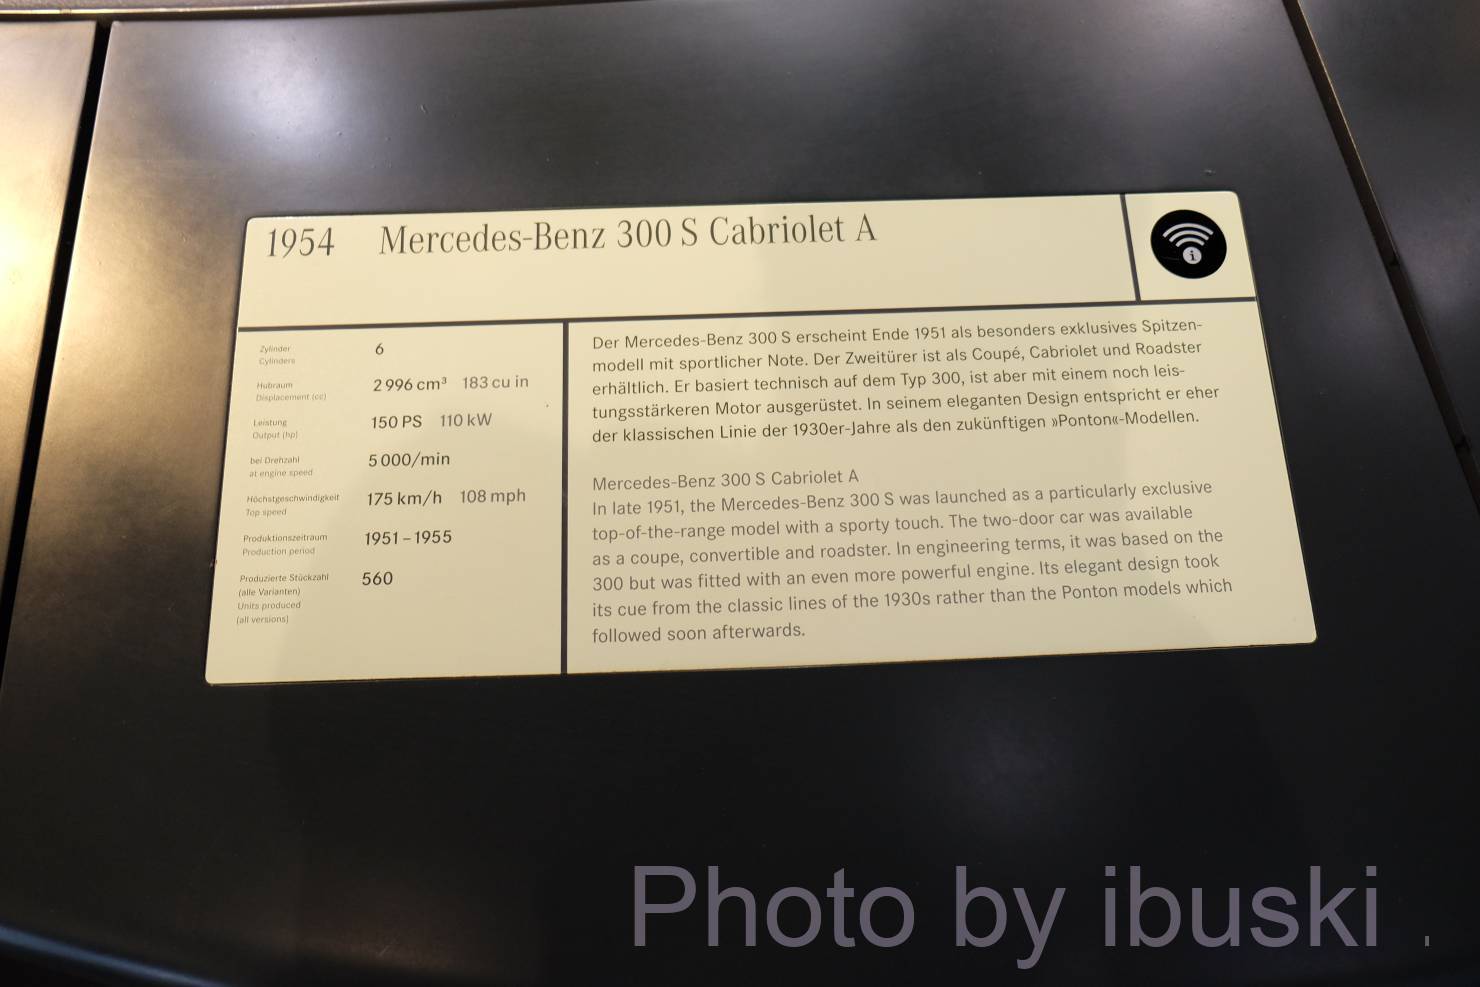 1954 Mercedes-Benz 300 S Cabriolet A
i
Zylinder 6
Cylinders
Hubraum 2 996 cm³ 183 cu in
Displacement (cc)
Leistung 150 PS 110 kW
Output (hp)
bei Drehzahl 5 000/min
at engine speed
Höchstgeschwindigkeit 175 km/h 108 mph
Top speed
Produktionszeitraum 1951 – 1955
Production period
Produzierte Stückzahl 560
(alle Varianten)
Units produced
(all versions)
Der Mercedes-Benz 300 S erscheint Ende 1951 als besonders exklusives Spitzen-
modell mit sportlicher Note. Der Zweitürer ist als Coupé, Cabriolet und Roadster
erhältlich. Er basiert technisch auf dem Typ 300, ist aber mit einem noch leis-
tungsstärkeren Motor ausgerüstet. In seinem eleganten Design entspricht er eher
der klassischen Linie der 1930er-Jahre als den zukünftigen »Ponton«-Modellen.
Mercedes-Benz 300 S Cabriolet A
In late 1951, the Mercedes-Benz 300 S was launched as a particularly exclusive
top-of-the-range model with a sporty touch. The two-door car was available
as a coupe, convertible and roadster. In engineering terms, it was based on the
300 but was fitted with an even more powerful engine. Its elegant design took
its cue from the classic lines of the 1930s rather than the Ponton models which
followed soon afterwards.
Photo by ibuski